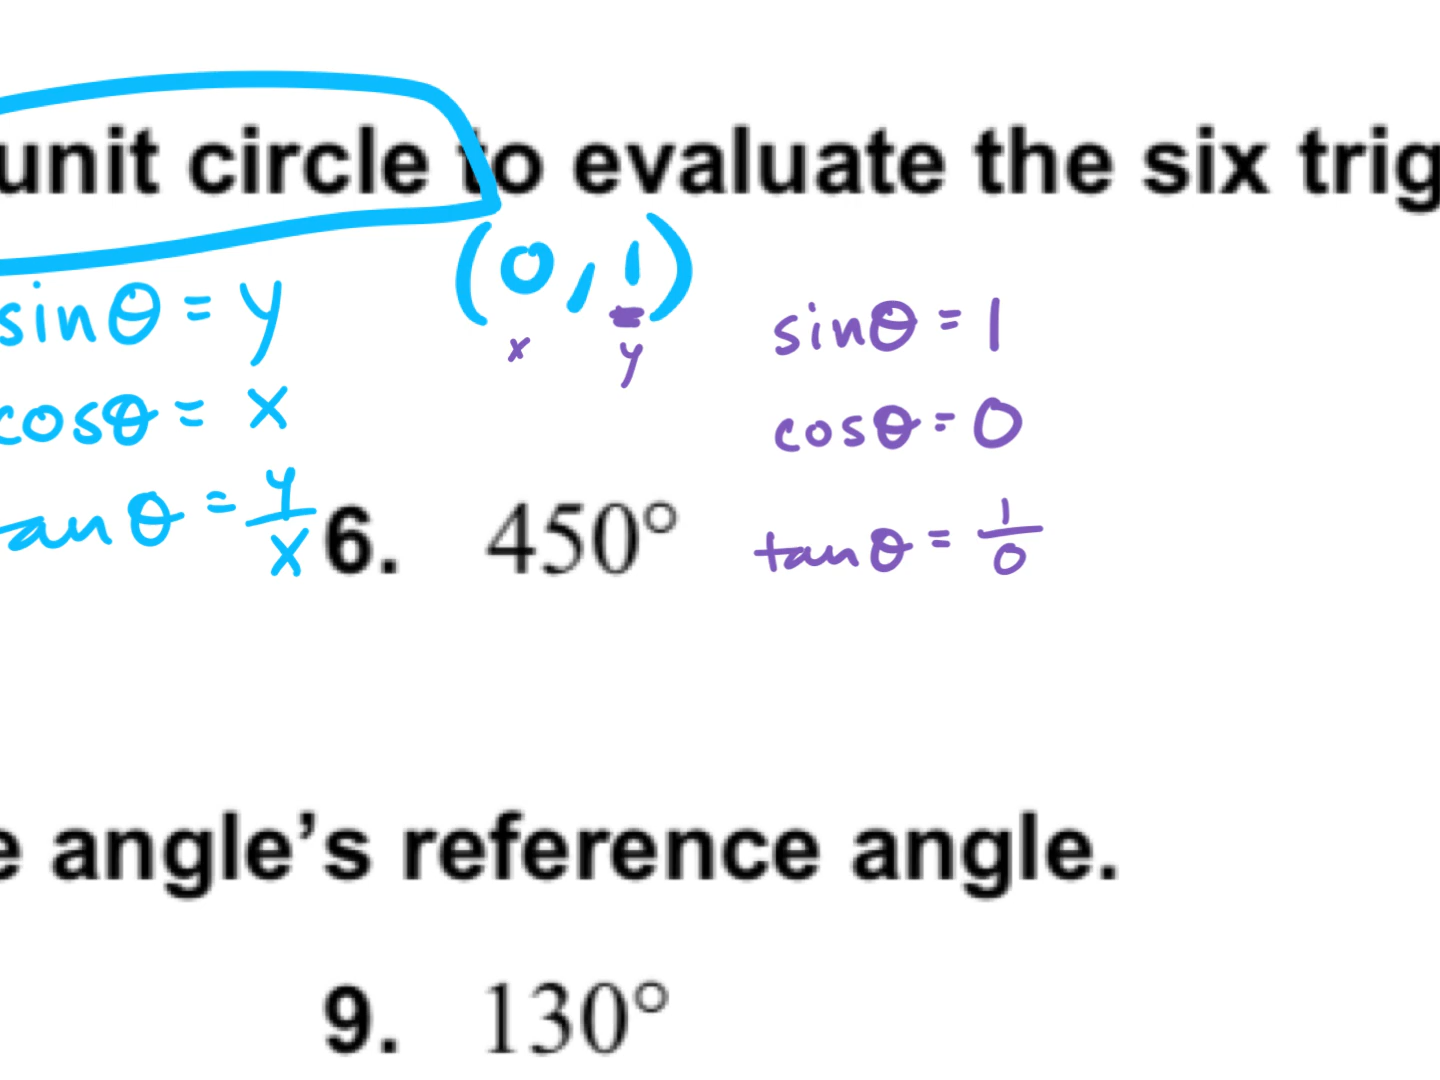 unit circle to evaluate the six trig
(0, 1)
x y
sinθ = y
cosθ = x
tanθ = y/x
sinθ = 1
cosθ = 0
tanθ = 1/0
6. 450°
e angle's reference angle.
9. 130°